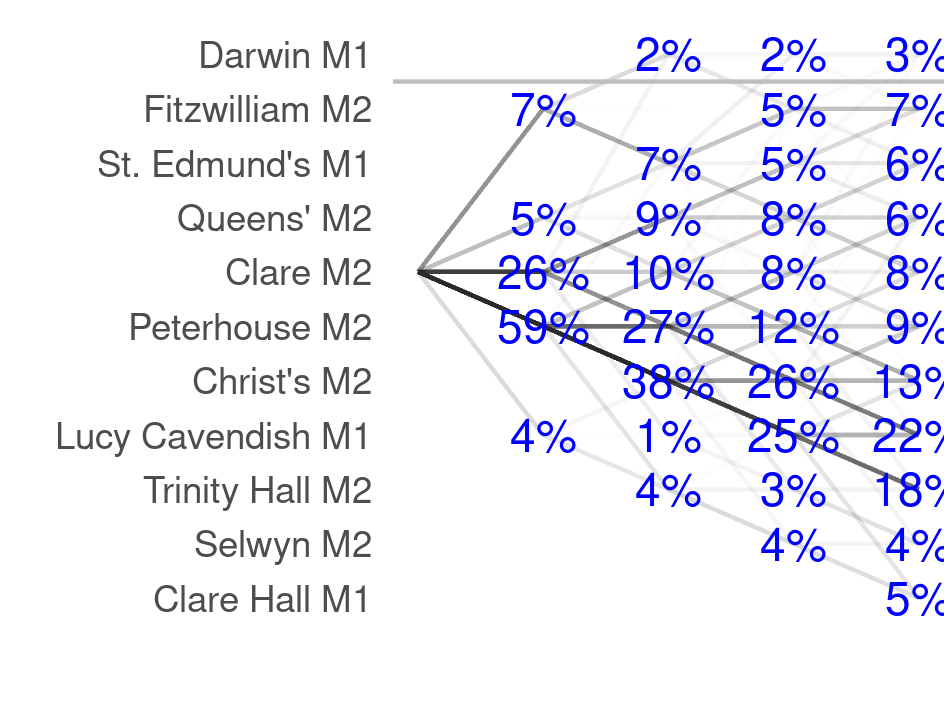 Darwin M1 2% 2% 3%
Fitzwilliam M2 7% 5% 7%
St. Edmund's M1 7% 5% 6%
Queens' M2 5% 9% 8% 6%
Clare M2 26% 10% 8% 8%
Peterhouse M2 59% 27% 12% 9%
Christ's M2 38% 26% 13%
Lucy Cavendish M1 4% 1% 25% 22%
Trinity Hall M2 4% 3% 18%
Selwyn M2 4% 4%
Clare Hall M1 5%